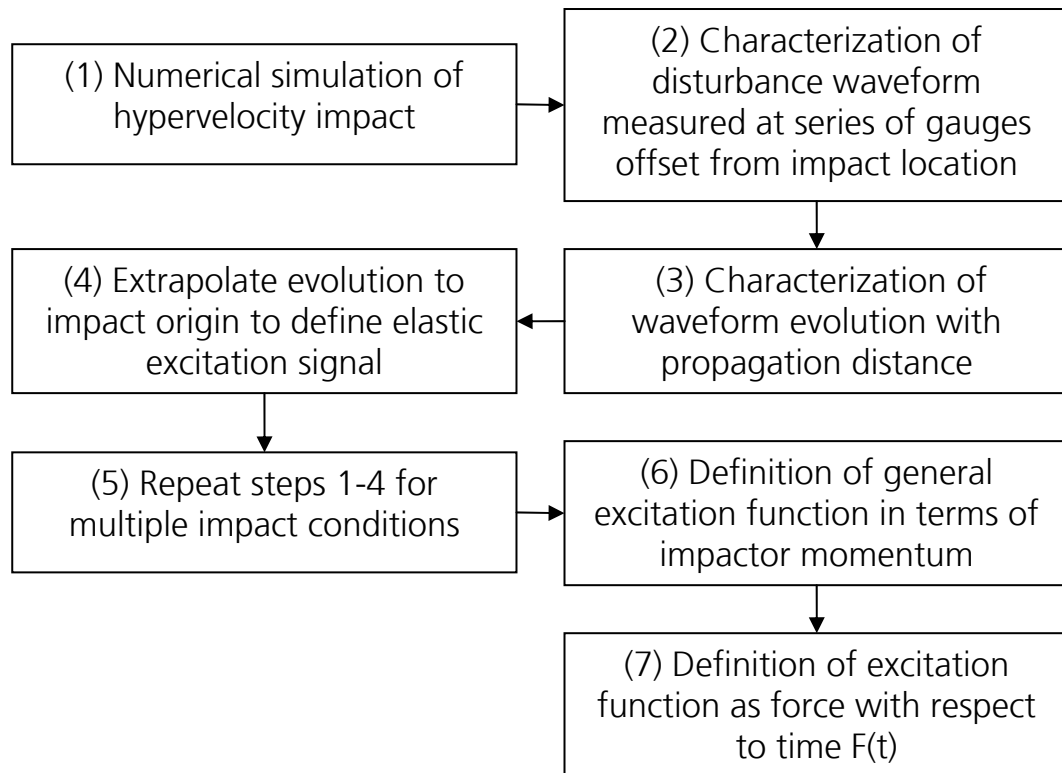 (1) Numerical simulation of
hypervelocity impact
(2) Characterization of
disturbance waveform
measured at series of gauges
offset from impact location
(3) Characterization of
waveform evolution with
propagation distance
(4) Extrapolate evolution to
impact origin to define elastic
excitation signal
(5) Repeat steps 1-4 for
multiple impact conditions
(6) Definition of general
excitation function in terms of
impactor momentum
(7) Definition of excitation
function as force with respect
to time F(t)